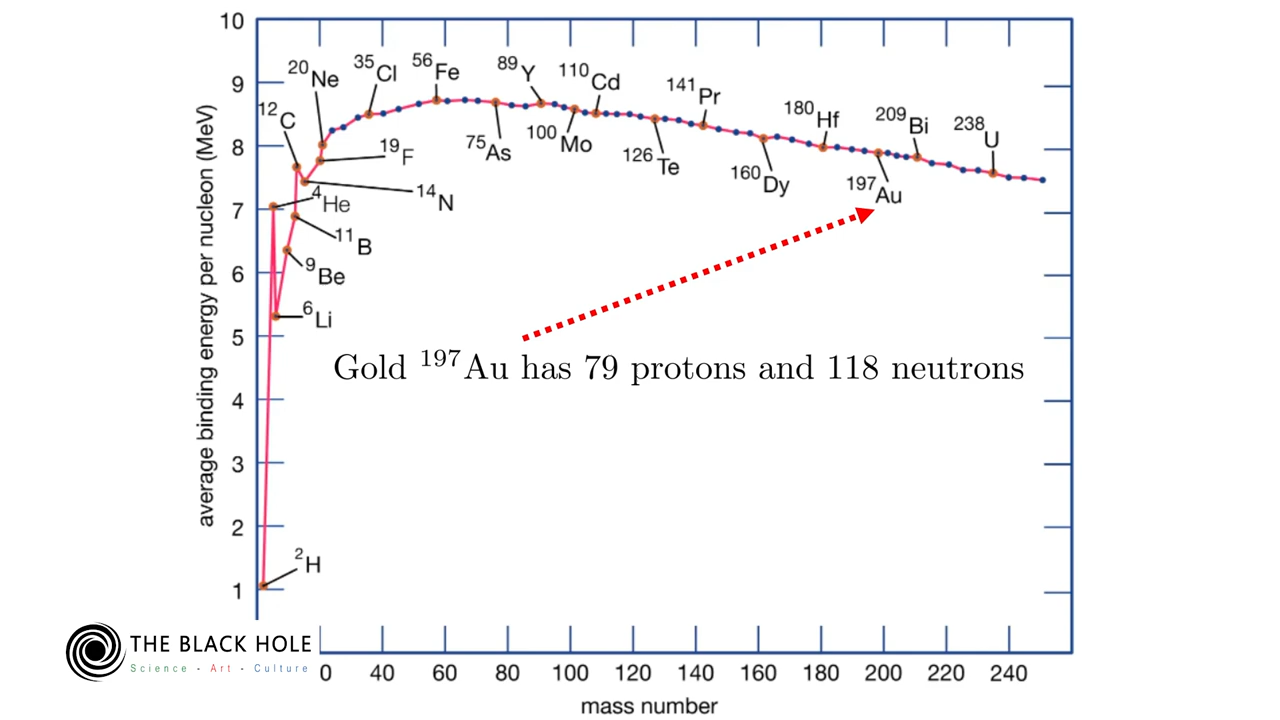 10
9
8
7
6
5
4
3
2
1
average binding energy per nucleon (MeV)
²⁰Ne
³⁵Cl
⁵⁶Fe
⁸⁹Y
¹¹⁰Cd
¹⁴¹Pr
¹⁸⁰Hf
²⁰⁹Bi
²³⁸U
¹²C
¹⁹F
⁷⁵As
¹⁰⁰Mo
¹²⁶Te
¹⁶⁰Dy
¹⁹⁷Au
¹⁴N
⁴He
¹¹B
⁹Be
⁶Li
Gold ¹⁹⁷Au has 79 protons and 118 neutrons
²H
THE BLACK HOLE
Science - Art - Culture
0 40 60 80 100 120 140 160 180 200 220 240
mass number